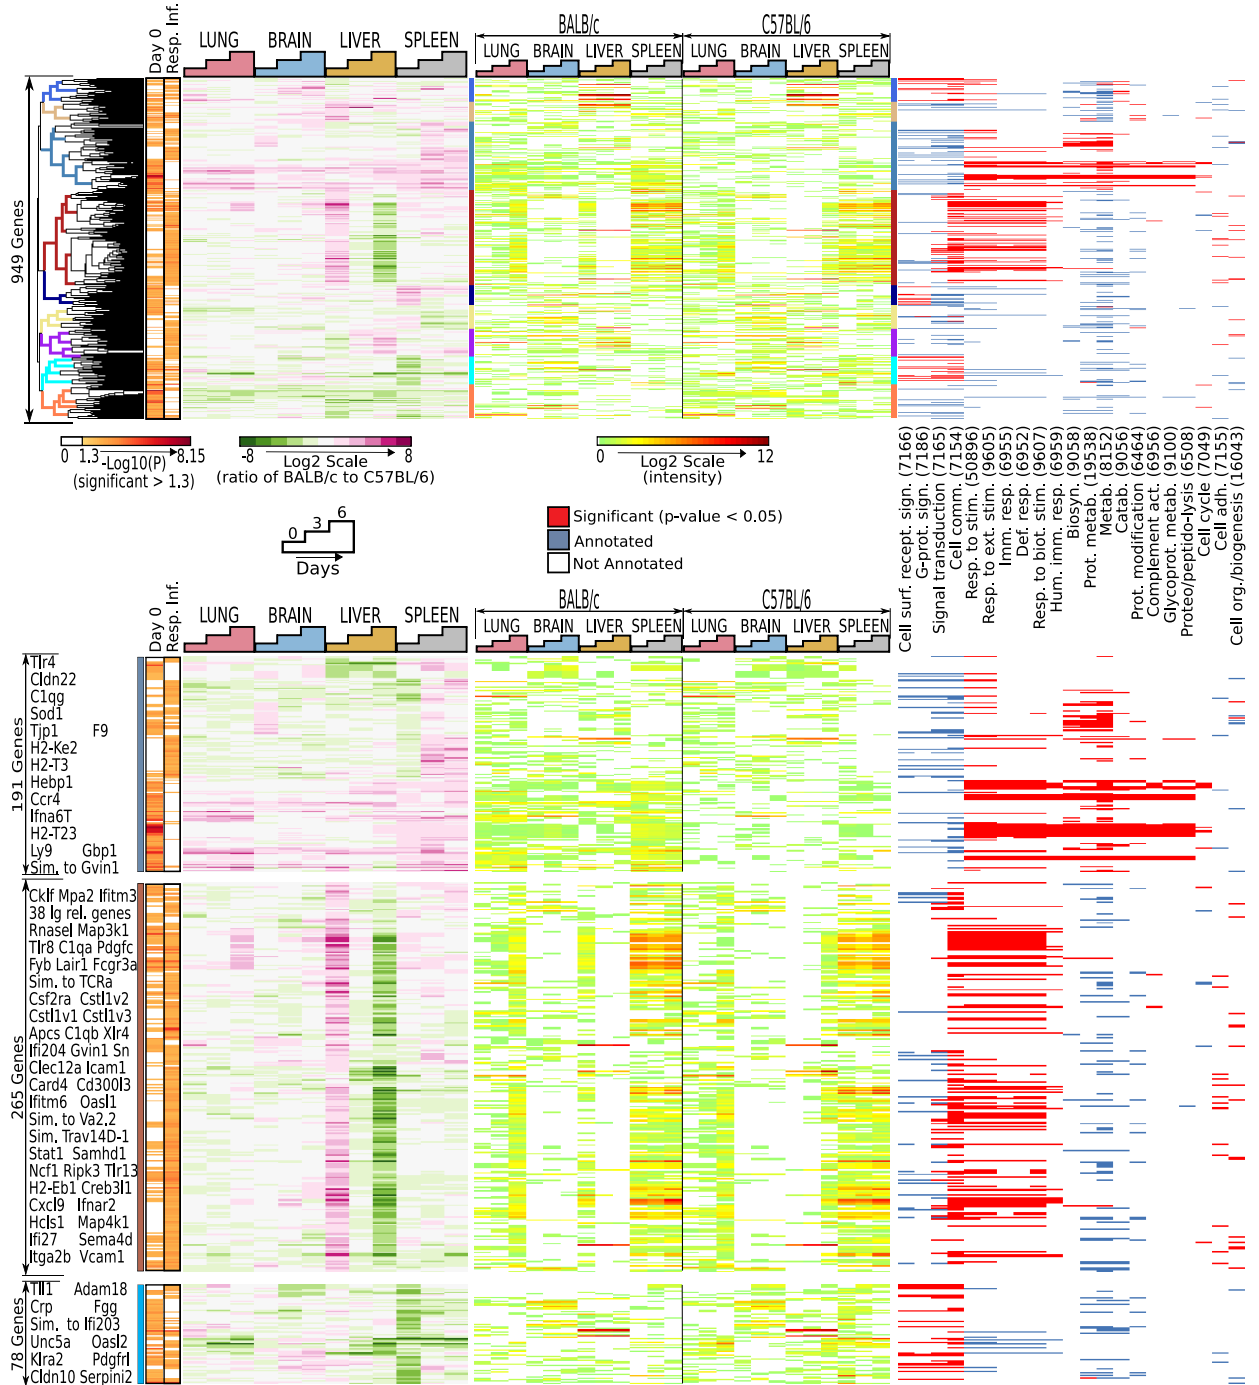 BALB/c
C57BL/6
Day 0
Resp. Inf.
LUNG BRAIN LIVER SPLEEN
LUNG BRAIN LIVER SPLEEN LUNG BRAIN LIVER SPLEEN
949 Genes
0 1.3 8.15
-Log10(P)
(significant > 1.3)
-8 8
Log2 Scale
(ratio of BALB/c to C57BL/6)
0 12
Log2 Scale
(intensity)
Cell surf. recept. sign. (7166)
G-prot. sign. (7186)
Signal transduction (7165)
Cell comm. (7154)
Resp. to stim. (50896)
Resp. to ext. stim. (9605)
Imm. resp. (6955)
Def. resp. (6952)
Resp. to biot. stim. (9607)
Hum. imm. resp. (6959)
Biosyn. (9058)
Prot. metab. (19538)
Metab. (8152)
Catab. (9056)
Prot. modification (6464)
Complement act. (6956)
Glycoprot. metab. (9100)
Proteo/peptido-lysis (6508)
Cell cycle (7049)
Cell adh. (7155)
Cell org./biogenesis (16043)
0 3 6
Days
Significant (p-value < 0.05)
Annotated
Not Annotated
BALB/c
C57BL/6
Day 0
Resp. Inf.
LUNG BRAIN LIVER SPLEEN
LUNG BRAIN LIVER SPLEEN LUNG BRAIN LIVER SPLEEN
191 Genes
Tlr4
Cldn22
C1qg
Sod1
Tjp1 F9
H2-Ke2
H2-T3
Hebp1
Ccr4
Ifna6T
H2-T23
Ly9 Gbp1
Sim. to Gvin1
265 Genes
Cklf Mpa2 Ifitm3
38 Ig rel. genes
Rnasel Map3k1
Tlr8 C1qa Pdgfc
Fyb Lair1 Fcgr3a
Sim. to TCRa
Csf2ra Cstl1v2
Cstl1v1 Cstl1v3
Apcs C1qb Xlr4
Ifi204 Gvin1 Sn
Clec12a Icam1
Card4 Cd300l3
Ifitm6 Oasl1
Sim. to Va2.2
Sim. Trav14D-1
Stat1 Samhd1
Ncf1 Ripk3 Tlr13
H2-Eb1 Creb3l1
Cxcl9 Ifnar2
Hcls1 Map4k1
Ifi27 Sema4d
Itga2b Vcam1
78 Genes
Tll1 Adam18
Crp Fgg
Sim. to Ifi203
Unc5a Oasl2
Klra2 Pdgfrl
Cldn10 Serpini2